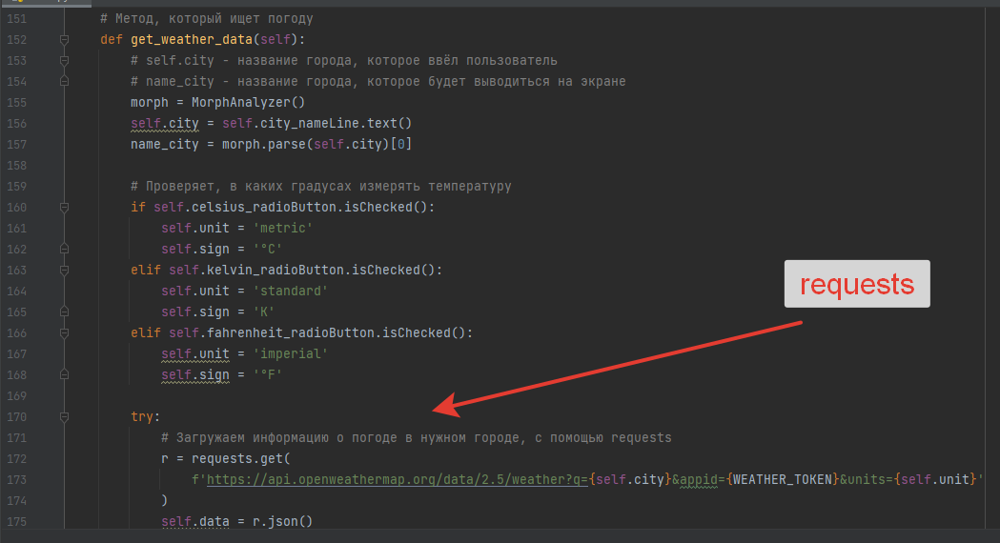 151 # Метод, который ищет погоду
152 def get_weather_data(self):
153 # self.city - название города, которое ввёл пользователь
154 # name_city - название города, которое будет выводиться на экране
155 morph = MorphAnalyzer()
156 self.city = self.city_nameLine.text()
157 name_city = morph.parse(self.city)[0]
158
159 # Проверяет, в каких градусах измерять температуру
160 if self.celsius_radioButton.isChecked():
161 self.unit = 'metric'
162 self.sign = '°C'
163 elif self.kelvin_radioButton.isChecked():
164 self.unit = 'standard'
165 self.sign = 'K'
requests
166 elif self.fahrenheit_radioButton.isChecked():
167 self.unit = 'imperial'
168 self.sign = '°F'
169
170 try:
171 # Загружаем информацию о погоде в нужном городе, с помощью requests
172 r = requests.get(
173 f'https://api.openweathermap.org/data/2.5/weather?q={self.city}&appid={WEATHER_TOKEN}&units={self.unit}'
174 )
175 self.data = r.json()